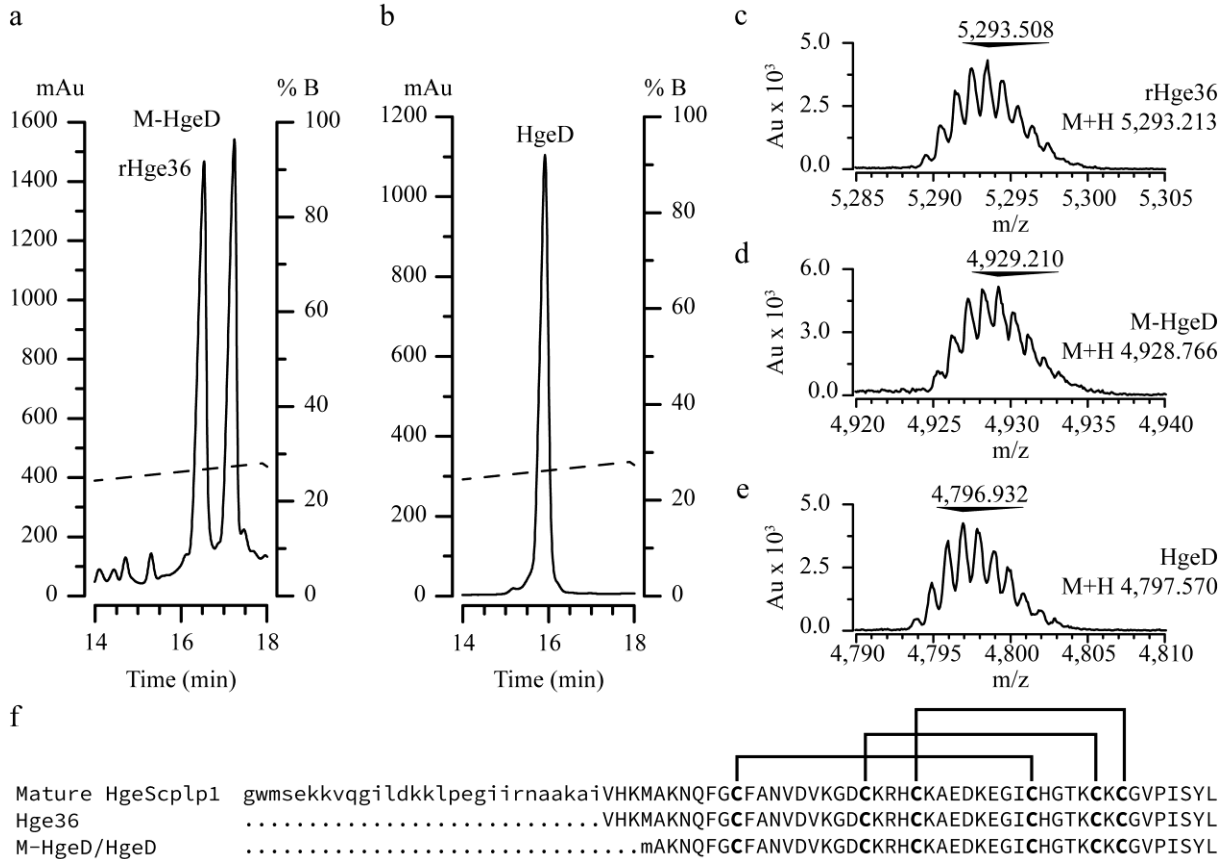 a
mAu
% B
M-HgeD
rHge36
1600
1400
1200
1000
800
600
400
200
0
100
80
60
40
20
0
14 16 18
Time (min)
b
mAu
% B
HgeD
1200
1000
800
600
400
200
0
100
80
60
40
20
0
14 16 18
Time (min)
c
5,293.508
rHge36
M+H 5,293.213
Au x 10³
5.0
2.5
0.0
5,285 5,290 5,295 5,300 5,305
m/z
d
4,929.210
M-HgeD
M+H 4,928.766
Au x 10³
6.0
3.0
0.0
4,920 4,925 4,930 4,935 4,940
m/z
e
4,796.932
HgeD
M+H 4,797.570
Au x 10³
5.0
2.5
0.0
4,790 4,795 4,800 4,805 4,810
m/z
f
Mature HgeScplp1 gwmsekkvqgildkklpegiirnaakaiVHKMAKNQFGCFANVDVKGDCKRHCKAEDKEGICHGTKCKCGVPISYL
Hge36 ............................VHKMAKNQFGCFANVDVKGDCKRHCKAEDKEGICHGTKCKCGVPISYL
M-HgeD/HgeD ...............................mAKNQFGCFANVDVKGDCKRHCKAEDKEGICHGTKCKCGVPISYL